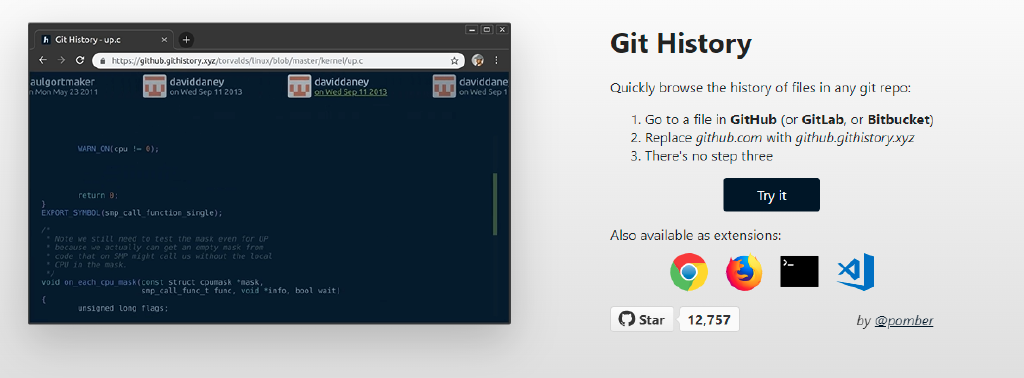 Git History - up.c
https://github.githistory.xyz/torvalds/linux/blob/master/kernel/up.c
aulgortmaker
n Mon May 23 2011
daviddaney
on Wed Sep 11 2013
daviddaney
on Wed Sep 11 2013
daviddane
on Wed Sep 1
WARN_ON(cpu != 0);
return 0;
}
EXPORT_SYMBOL(smp_call_function_single);
/*
* Note we still need to test the mask even for UP
* because we actually can get an empty mask from
* code that on SMP might call us without the local
* CPU in the mask.
*/
void on_each_cpu_mask(const struct cpumask *mask,
smp_call_func_t func, void *info, bool wait)
{
unsigned long flags;
Git History
Quickly browse the history of files in any git repo:
1. Go to a file in GitHub (or GitLab, or Bitbucket)
2. Replace github.com with github.githistory.xyz
3. There's no step three
Try it
Also available as extensions:
>_
Star
12,757
by @pomber